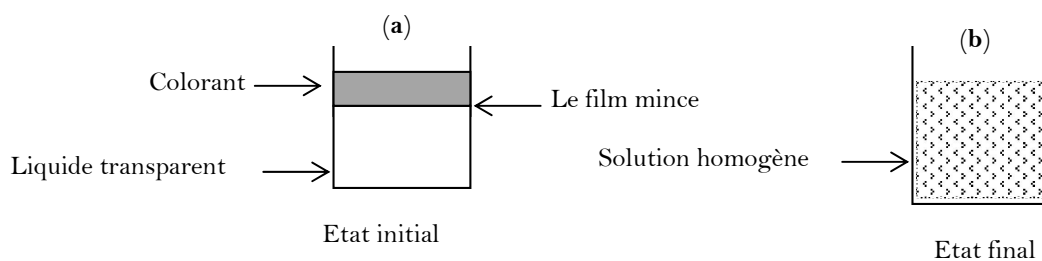 (a)
(b)
Colorant
Le film mince
Liquide transparent
Solution homogène
Etat initial
Etat final